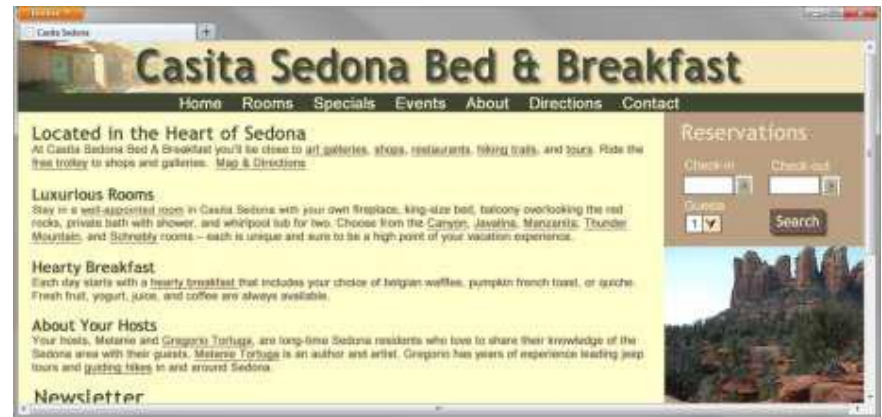 Casita Sedona
Casita Sedona Bed & Breakfast
Home Rooms Specials Events About Directions Contact
Located in the Heart of Sedona
At Casita Sedona Bed & Breakfast you'll be close to art galleries, shops, restaurants, hiking trails, and tours. Ride the
free trolley to shops and galleries. Map & Directions
Luxurious Rooms
Stay in a well-appointed room in Casita Sedona with your own fireplace, king-size bed, balcony overlooking the red
rocks, private bath with shower, and whirlpool tub for two. Choose from the Canyon, Javalina, Manzanita, Thunder
Mountain, and Schnebly rooms – each is unique and sure to be a high point of your vacation experience.
Hearty Breakfast
Each day starts with a hearty breakfast that includes your choice of belgian waffles, pumpkin french toast, or quiche.
Fresh fruit, yogurt, juice, and coffee are always available.
About Your Hosts
Your hosts, Melanie and Gregorio Tortuga, are long-time Sedona residents who love to share their knowledge of the
Sedona area with their guests. Melanie Tortuga is an author and artist. Gregorio has years of experience leading jeep
tours and guiding hikes in and around Sedona.
Newsletter
Reservations
Check-in Check-out
Guests
1
Search